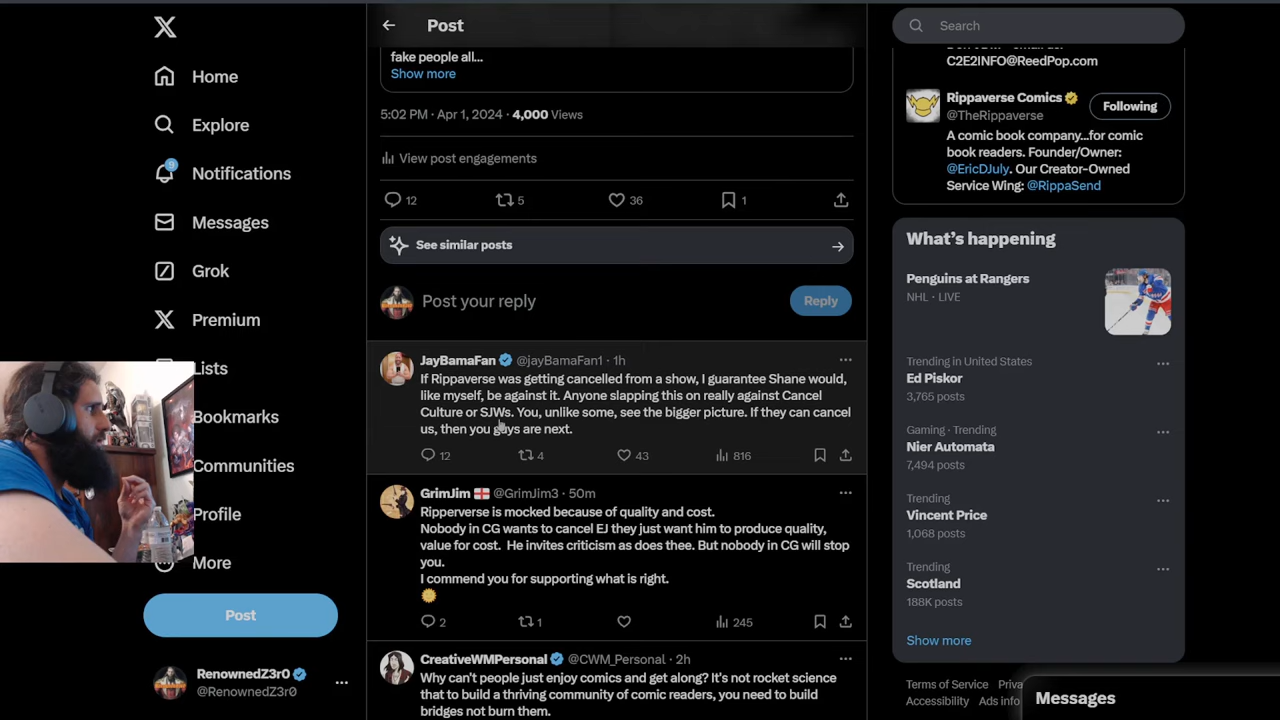 Post
Search
fake people all...
Show more
5:02 PM · Apr 1, 2024 · 4,000 Views
View post engagements
12
5
36
1
See similar posts
Post your reply
Reply
JayBamaFan @jayBamaFan1 · 1h
If Rippaverse was getting cancelled from a show, I guarantee Shane would,
like myself, be against it. Anyone slapping this on really against Cancel
Culture or SJWs. You, unlike some, see the bigger picture. If they can cancel
us, then you guys are next.
12
4
43
816
GrimJim @GrimJim3 · 50m
Ripperverse is mocked because of quality and cost.
Nobody in CG wants to cancel EJ they just want him to produce quality,
value for cost. He invites criticism as does thee. But nobody in CG will stop
you.
I commend you for supporting what is right.
2
1
245
CreativeWMPersonal @CWM_Personal · 2h
Why can't people just enjoy comics and get along? It's not rocket science
that to build a thriving community of comic readers, you need to build
bridges not burn them.
Home
Explore
9
Notifications
Messages
Grok
Premium
Lists
Bookmarks
Communities
Profile
More
Post
RenownedZ3r0
@RenownedZ3r0
C2E2INFO@ReedPop.com
Rippaverse Comics
@TheRippaverse
Following
A comic book company...for comic
book readers. Founder/Owner:
@EricDJuly. Our Creator-Owned
Service Wing: @RippaSend
What's happening
Penguins at Rangers
NHL · LIVE
Trending in United States
Ed Piskor
3,765 posts
Gaming · Trending
Nier Automata
7,494 posts
Trending
Vincent Price
1,068 posts
Trending
Scotland
188K posts
Show more
Terms of Service
Accessibility
Ads info
Messages